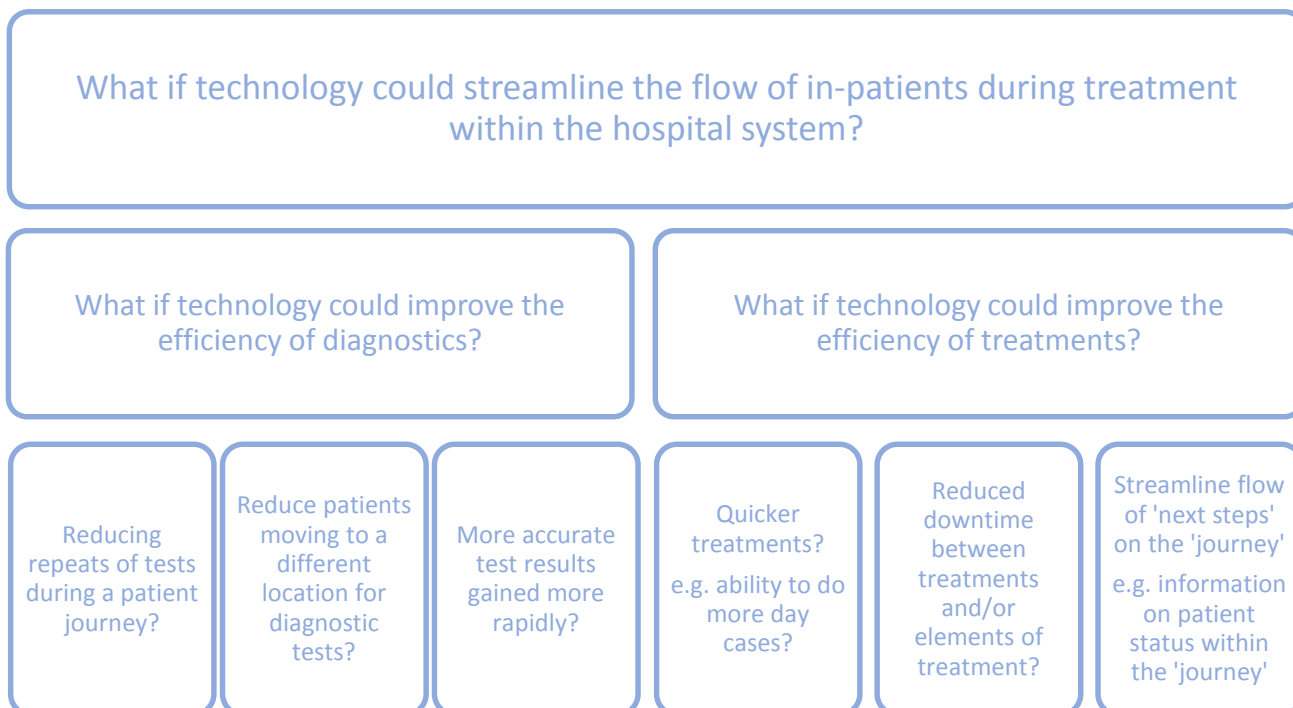 What if technology could streamline the flow of in-patients during treatment
within the hospital system?
What if technology could improve the
efficiency of diagnostics?
What if technology could improve the
efficiency of treatments?
Reducing
repeats of tests
during a patient
journey?
Reduce patients
moving to a
different
location for
diagnostic
tests?
More accurate
test results
gained more
rapidly?
Quicker
treatments?
e.g. ability to do
more day
cases?
Reduced
downtime
between
treatments
and/or
elements of
treatment?
Streamline flow
of 'next steps'
on the 'journey'
e.g. information
on patient
status within
the 'journey'